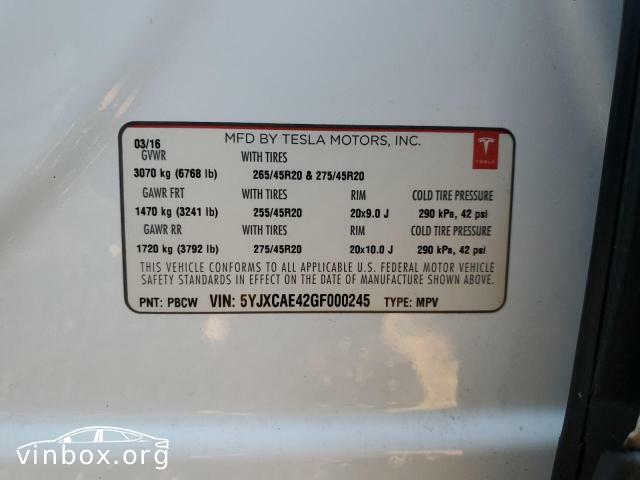 03/16 MFD BY TESLA MOTORS, INC.
GVWR WITH TIRES TESLA
3070 kg (6768 lb) 265/45R20 & 275/45R20
GAWR FRT WITH TIRES RIM COLD TIRE PRESSURE
1470 kg (3241 lb) 255/45R20 20x9.0 J 290 kPa, 42 psi
GAWR RR WITH TIRES RIM COLD TIRE PRESSURE
1720 kg (3792 lb) 275/45R20 20x10.0 J 290 kPa, 42 psi
THIS VEHICLE CONFORMS TO ALL APPLICABLE U.S. FEDERAL MOTOR VEHICLE
SAFETY STANDARDS IN EFFECT ON THE DATE OF MANUFACTURE SHOWN ABOVE.
PNT: PBCW VIN: 5YJXCAE42GF000245 TYPE: MPV
vinbox.org